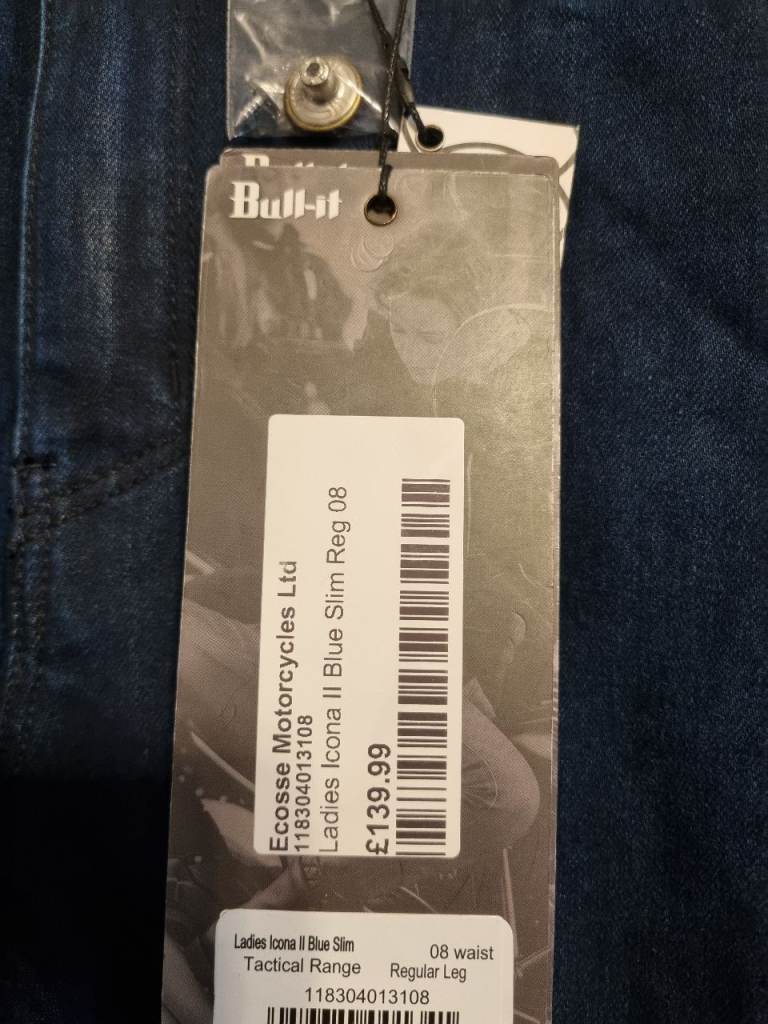 Bull-it
Ecosse Motorcycles Ltd
118304013108
Ladies Icona II Blue Slim Reg 08
£139.99
Ladies Icona II Blue Slim
08 waist
Tactical Range
Regular Leg
118304013108